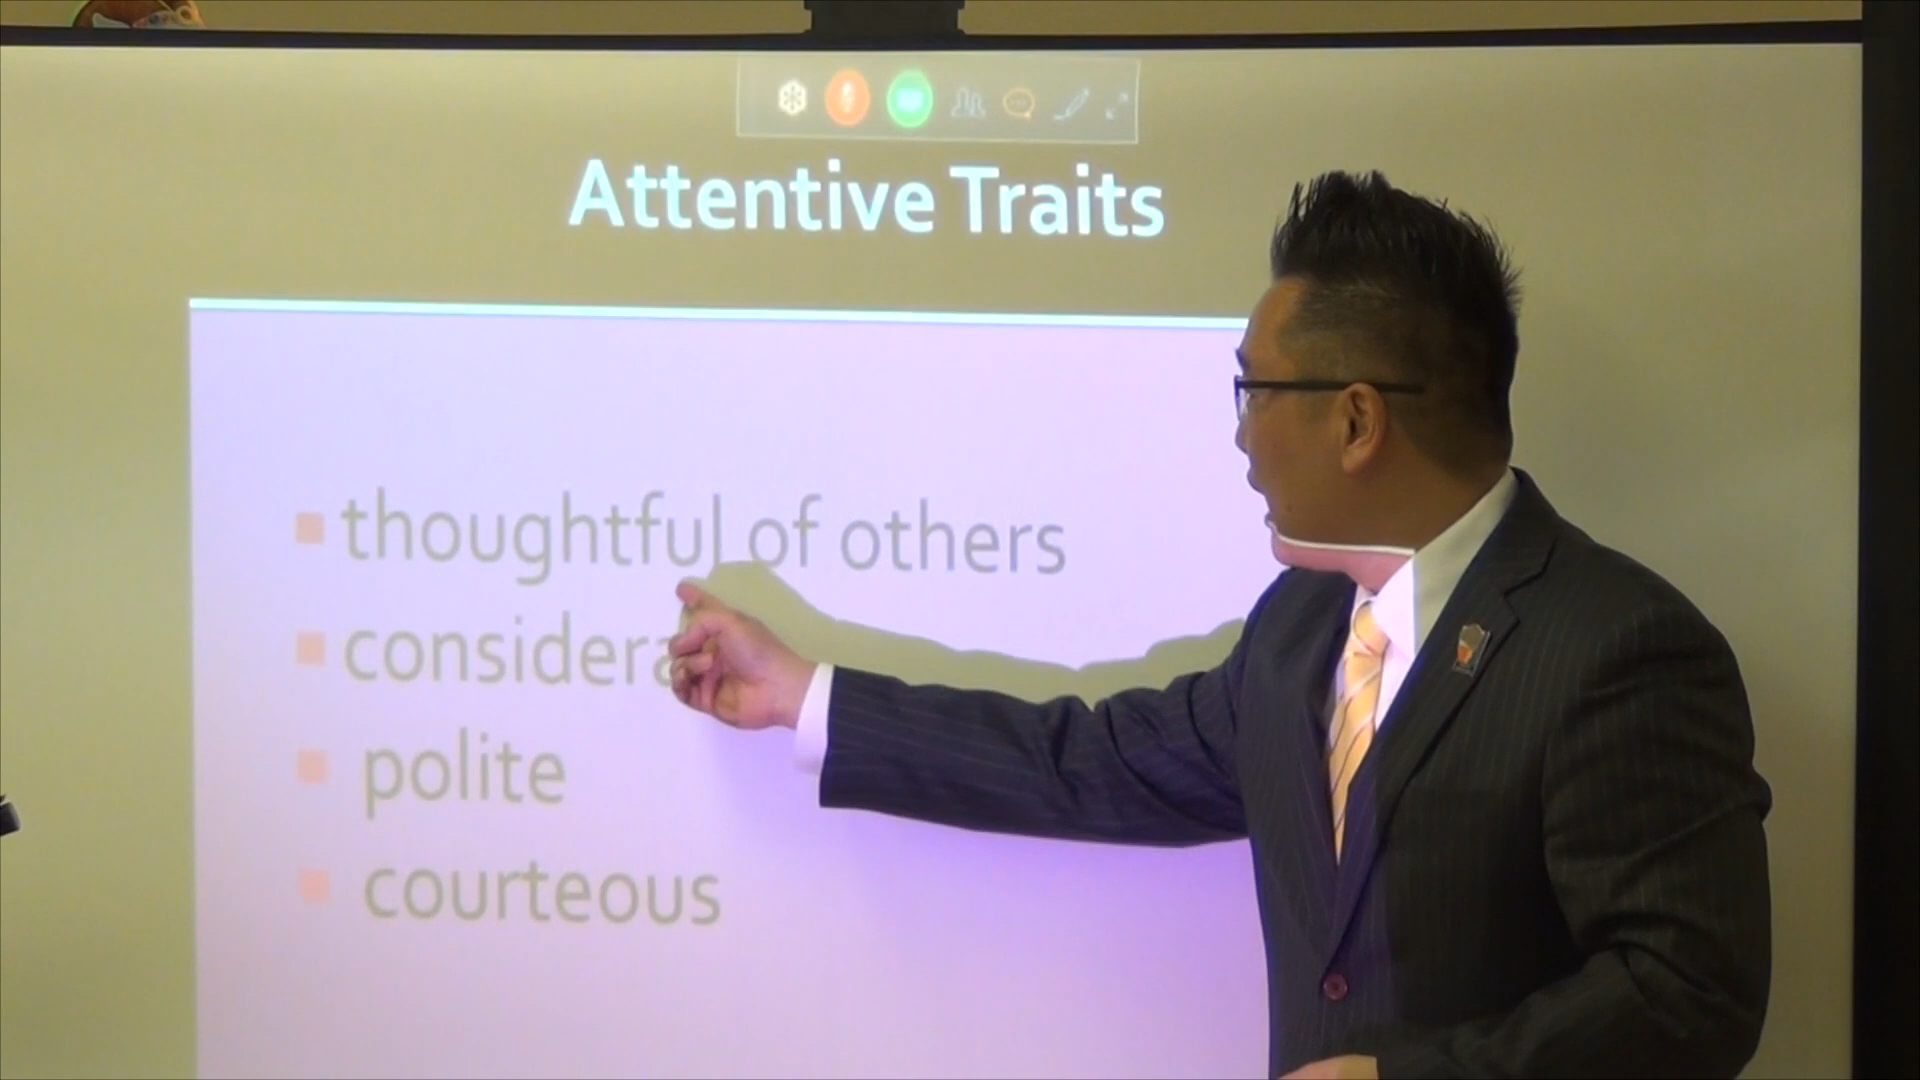 Attentive Traits
thoughtful of others
considera
polite
courteous